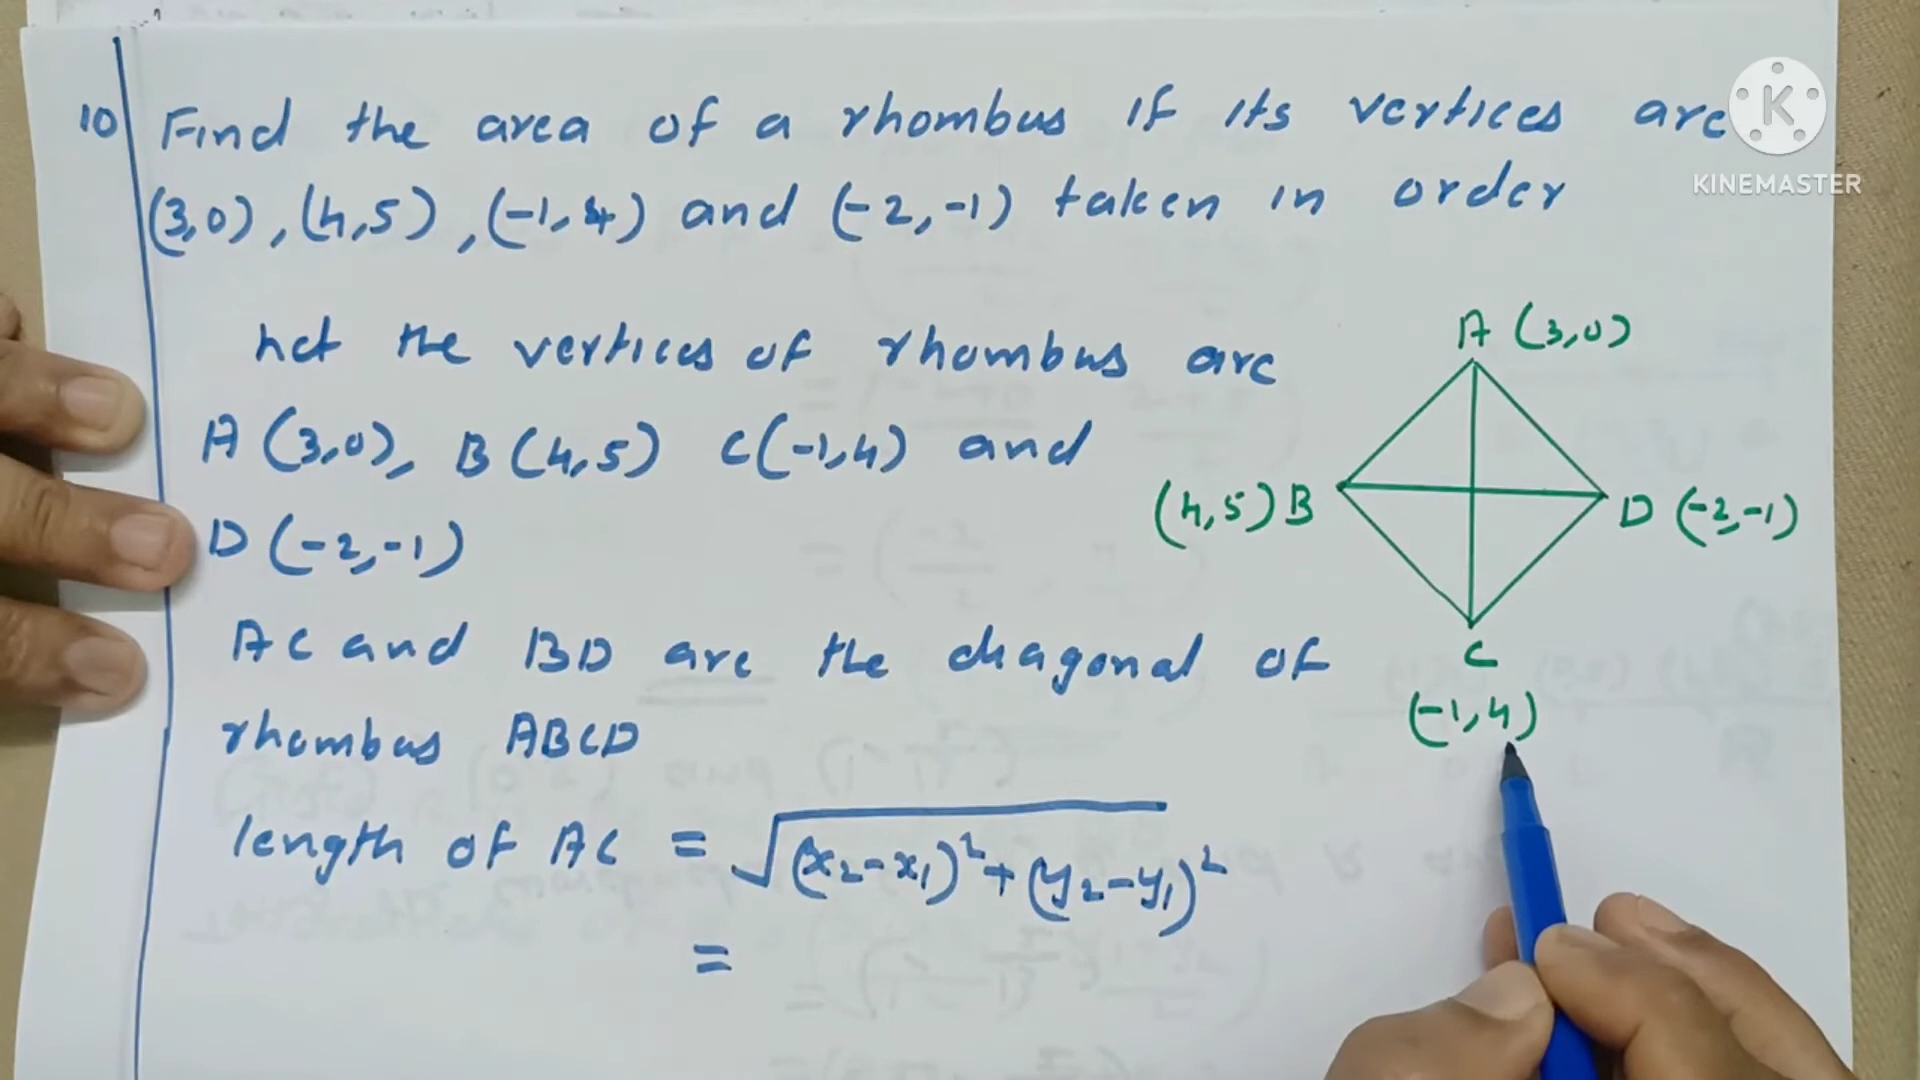 10 Find the area of a rhombus if its vertices are
(3,0), (4,5), (-1,4) and (-2,-1) taken in order
Let the vertices of rhombus are
A (3,0), B (4,5) C(-1,4) and
D (-2,-1)
AC and BD are the diagonal of
rhombus ABCD
length of AC = √(x₂-x₁)²+(y₂-y₁)²
=
A (3,0)
(4,5) B
D (-2,-1)
C
(-1,4)
K
KINEMASTER